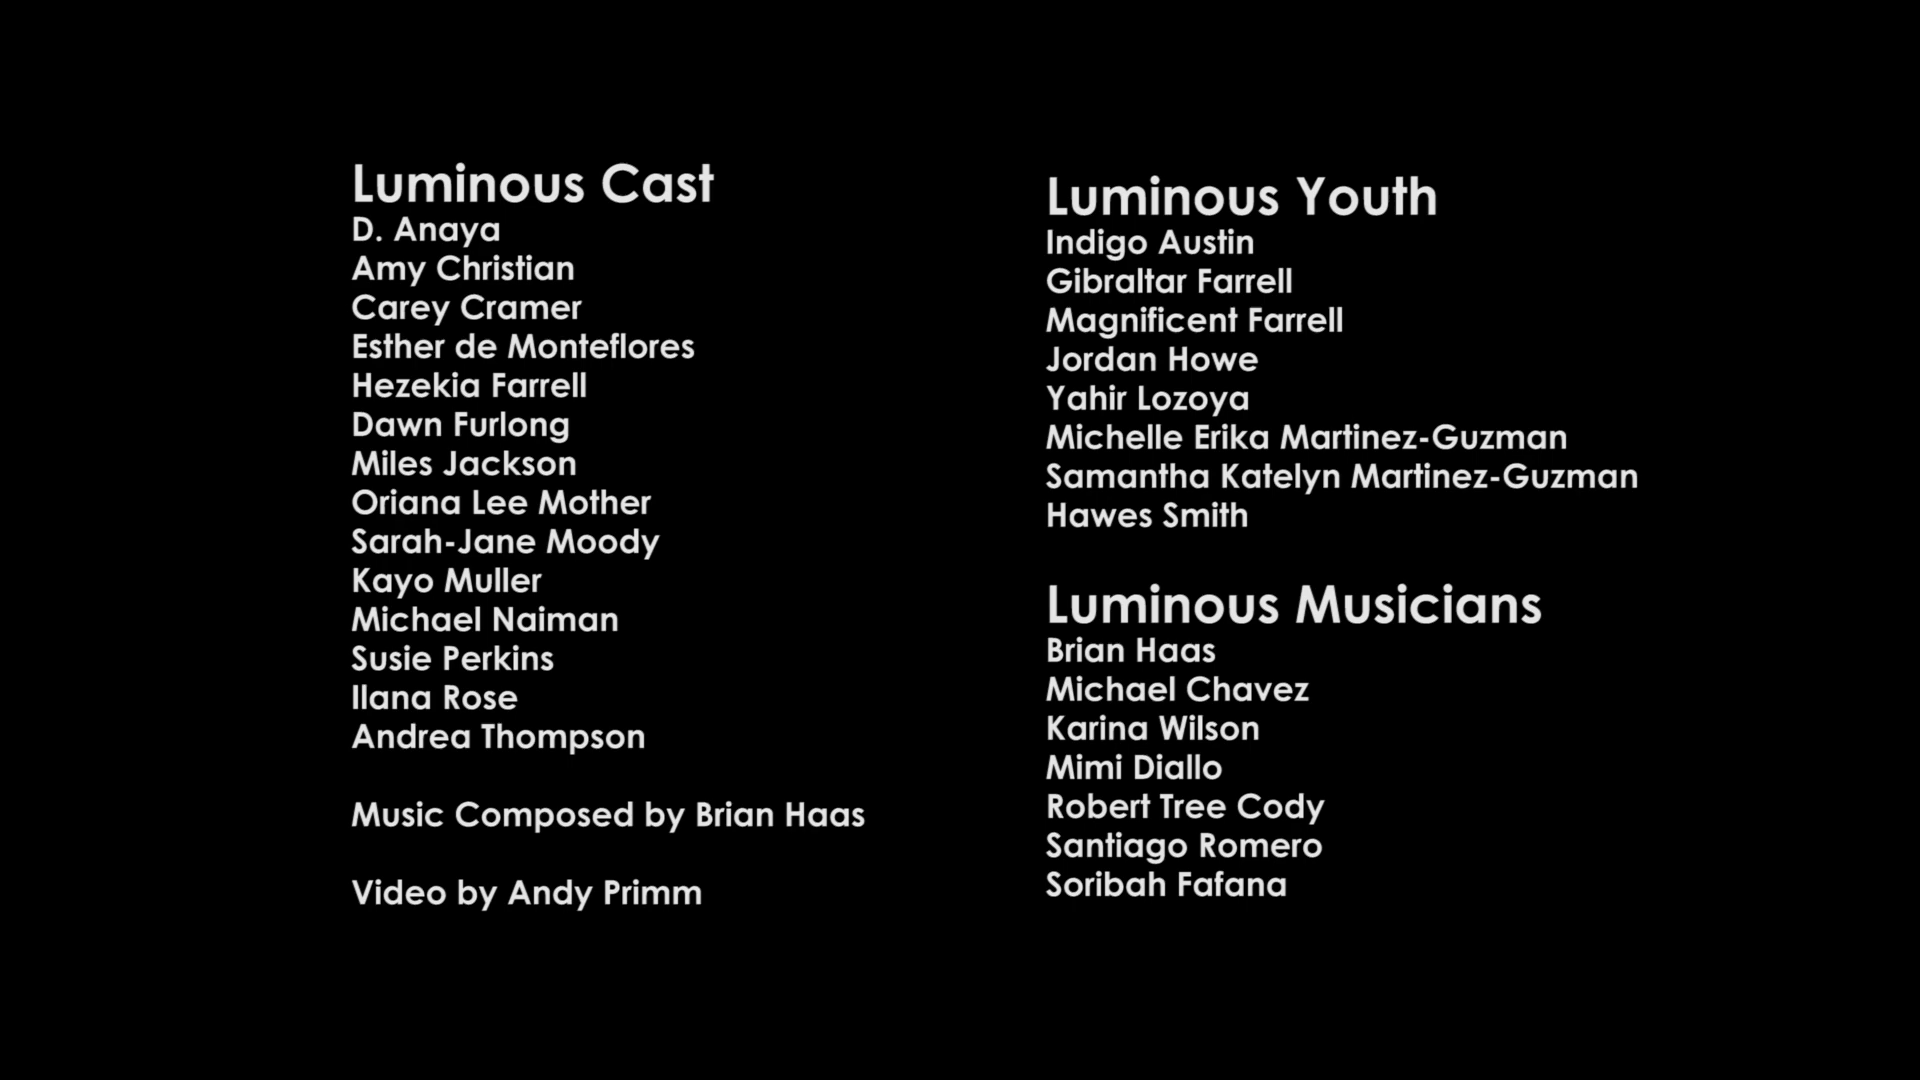 Luminous Cast
D. Anaya
Amy Christian
Carey Cramer
Esther de Monteflores
Hezekia Farrell
Dawn Furlong
Miles Jackson
Oriana Lee Mother
Sarah-Jane Moody
Kayo Muller
Michael Naiman
Susie Perkins
Ilana Rose
Andrea Thompson
Music Composed by Brian Haas
Video by Andy Primm
Luminous Youth
Indigo Austin
Gibraltar Farrell
Magnificent Farrell
Jordan Howe
Yahir Lozoya
Michelle Erika Martinez-Guzman
Samantha Katelyn Martinez-Guzman
Hawes Smith
Luminous Musicians
Brian Haas
Michael Chavez
Karina Wilson
Mimi Diallo
Robert Tree Cody
Santiago Romero
Soribah Fafana